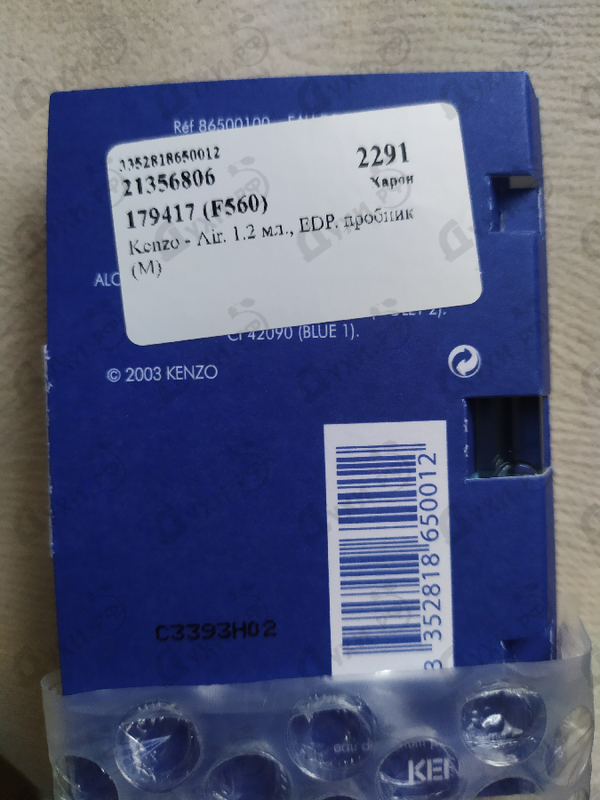 Réf 86500100
3352818650012
21356806
2291
Харон
179417 (F560)
Kenzo - Air. 1.2 мл., EDP. пробник
(M)
ALC
CI 42090 (BLUE 1).
© 2003 KENZO
3 352818 650012
C3393H02
KEN